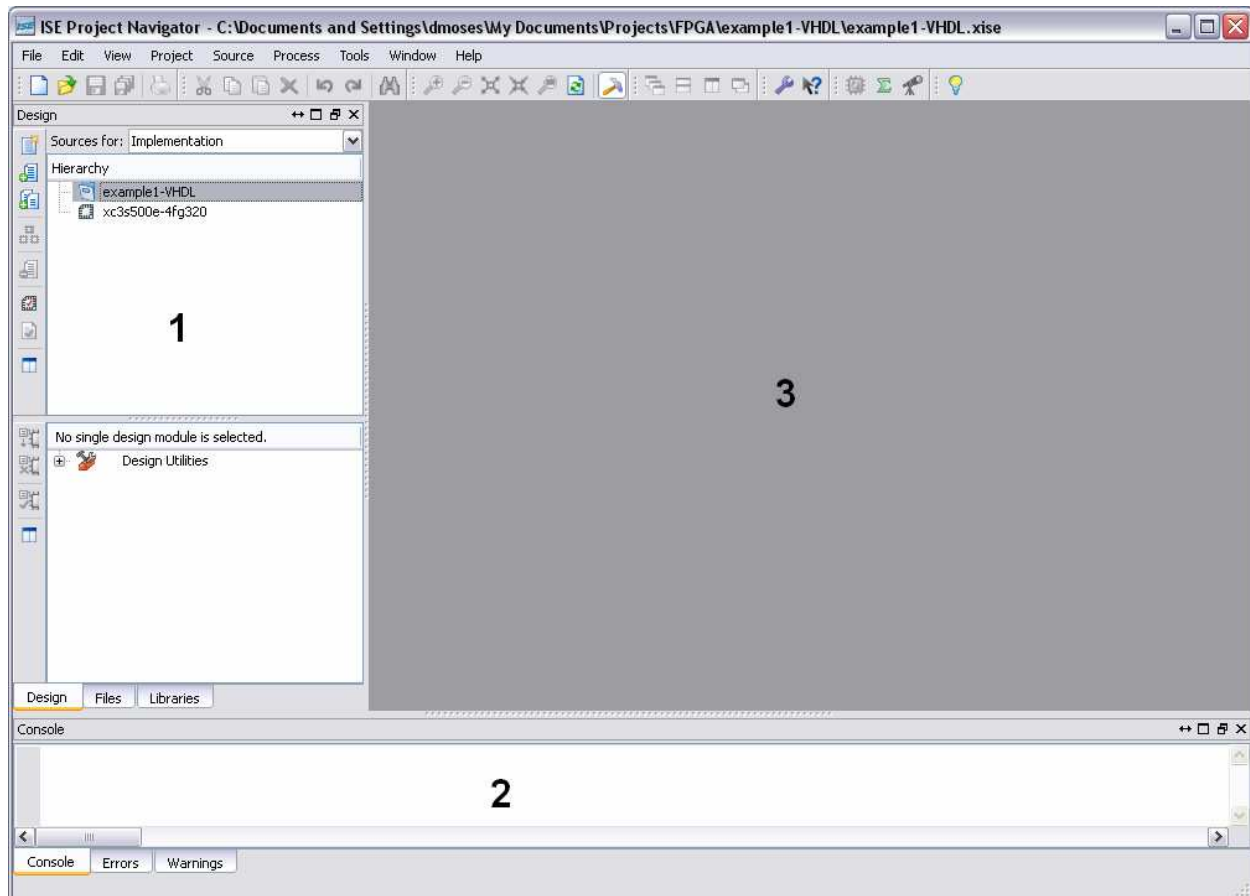 ISE Project Navigator - C:\Documents and Settings\dmoses\My Documents\Projects\FPGA\example1-VHDL\example1-VHDL.xise
File Edit View Project Source Process Tools Window Help
Design
Sources for: Implementation
Hierarchy
example1-VHDL
xc3s500e-4fg320
1
3
No single design module is selected.
Design Utilities
Design Files Libraries
Console
2
Console Errors Warnings